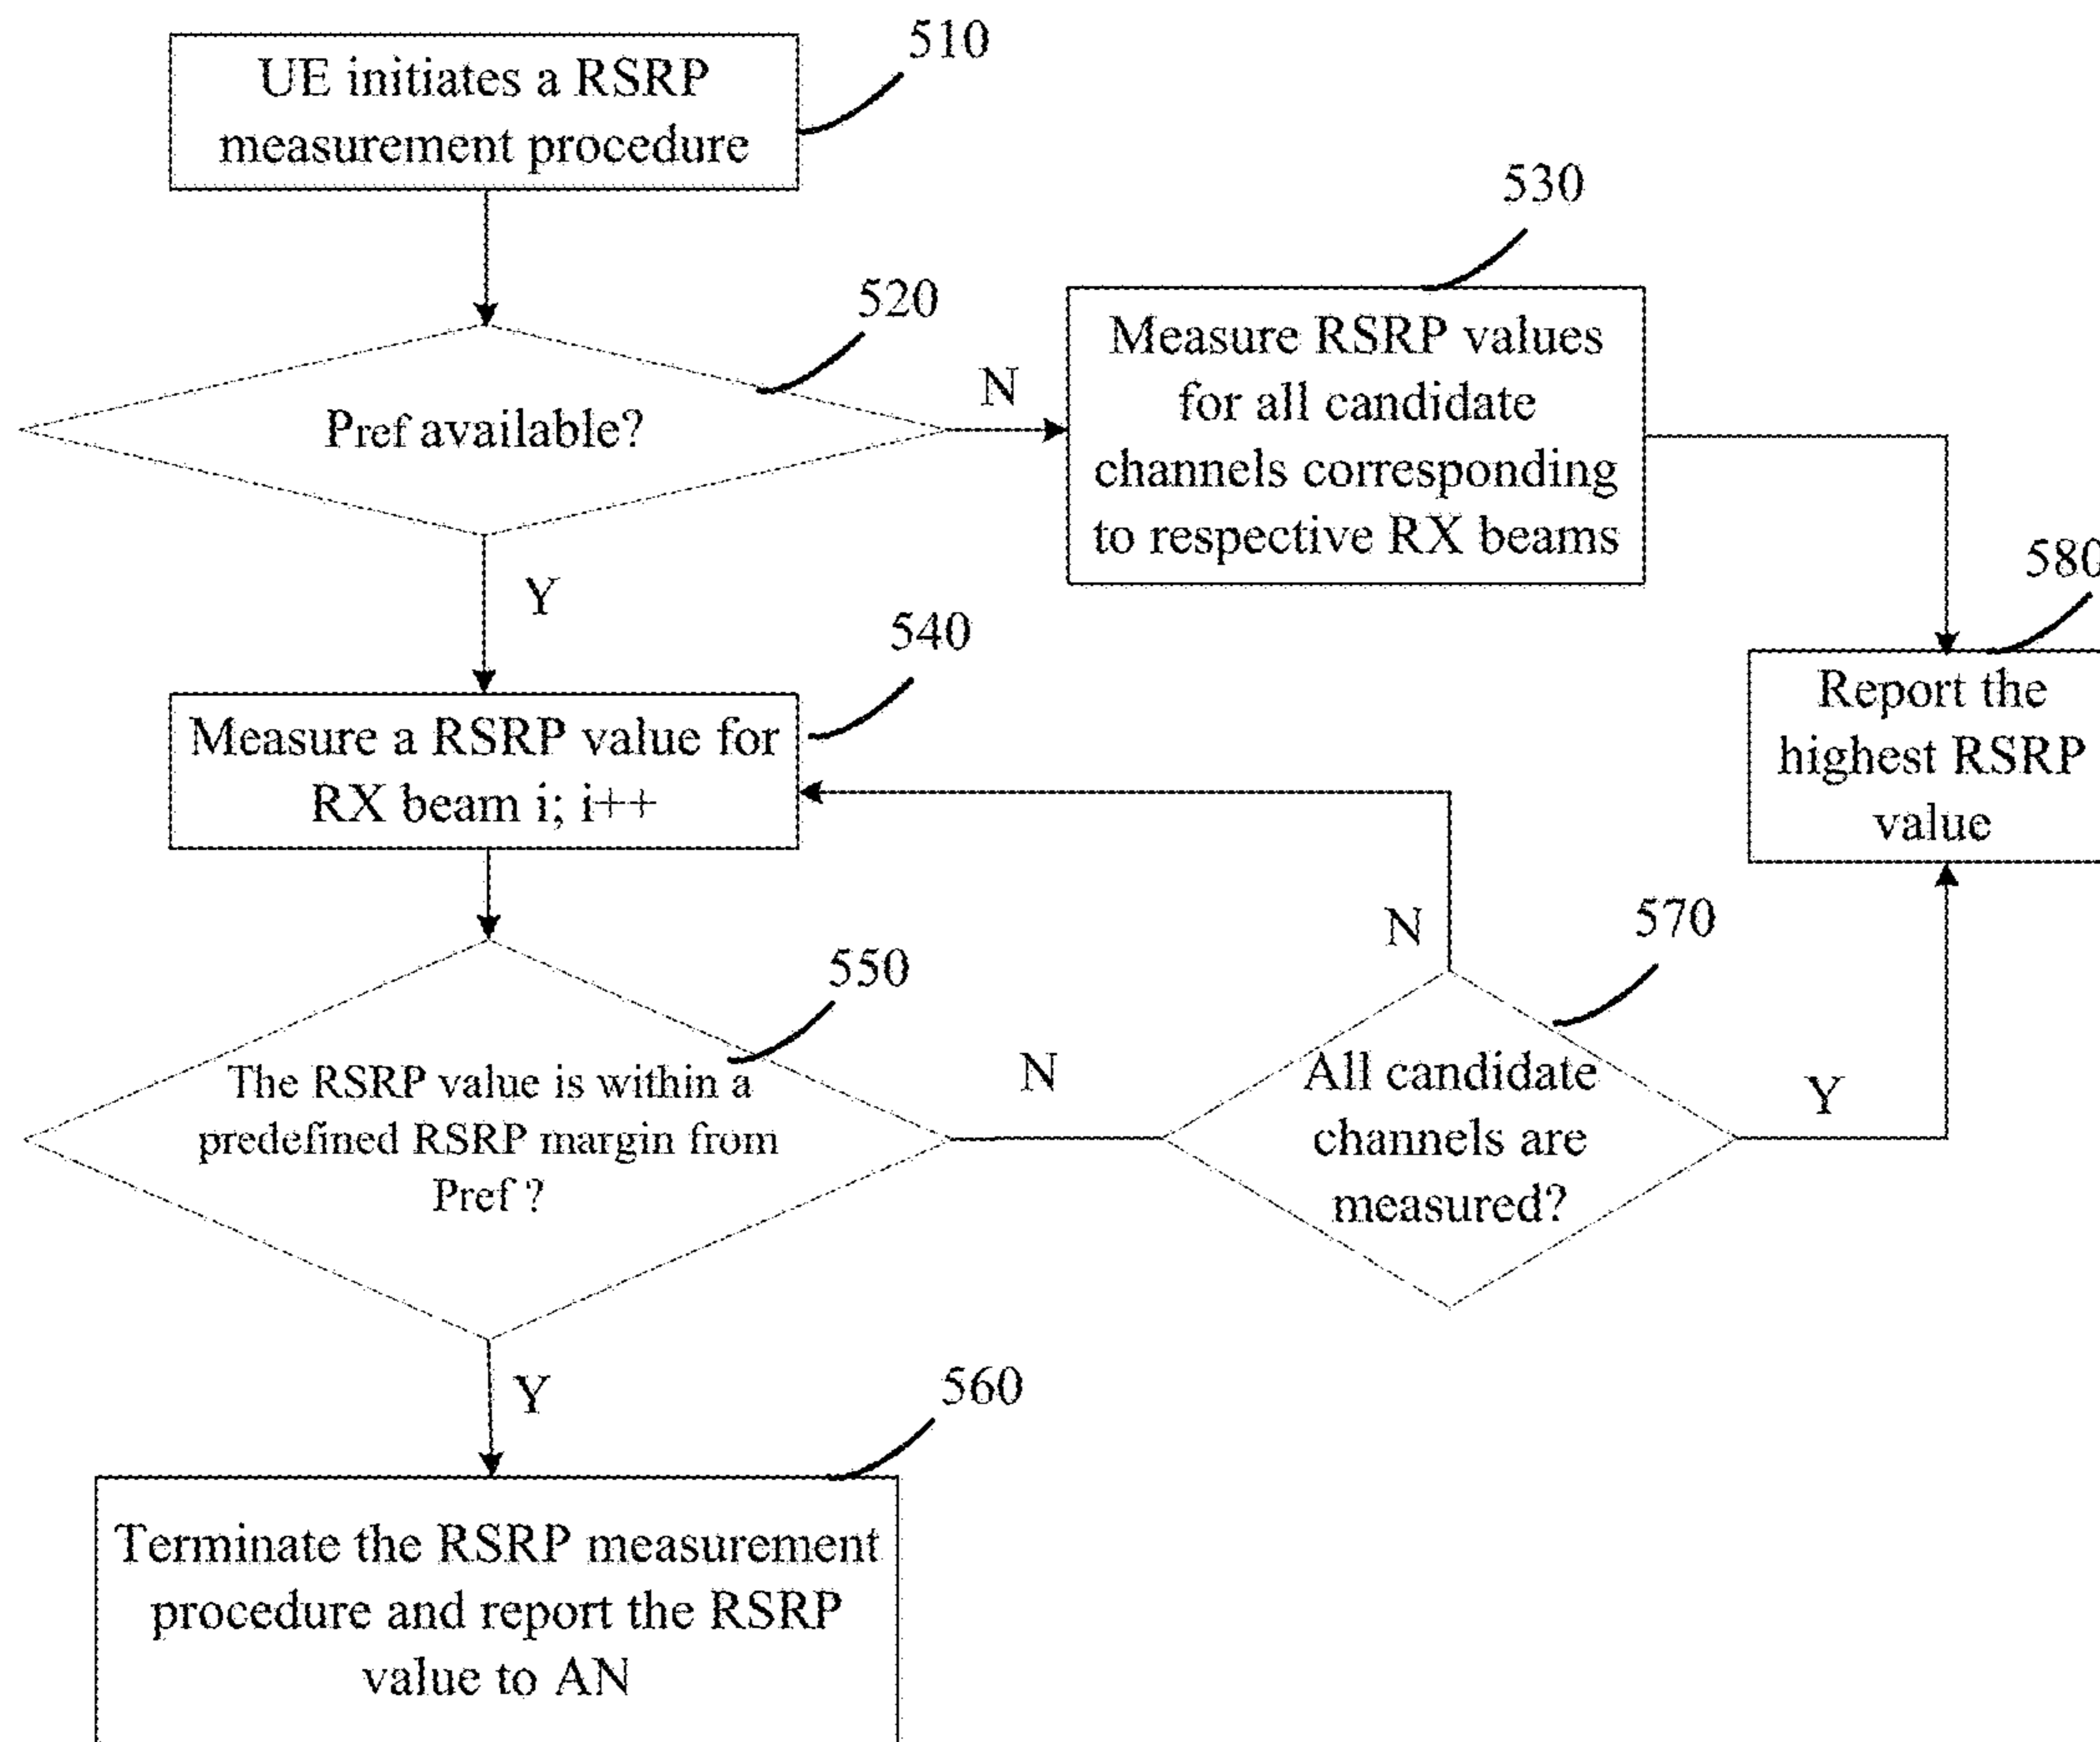 510
UE initiates a RSRP
measurement procedure
530
520
Measure RSRP values
for all candidate
channels corresponding
to respective RX beams
N
Pref available?
580
Y
540
Report the
highest RSRP
value
Measure a RSRP value for
RX beam i; i++
570
N
550
The RSRP value is within a
predefined RSRP margin from
Pref ?
N
All candidate
channels are
measured?
Y
Y
560
Terminate the RSRP measurement
procedure and report the RSRP
value to AN